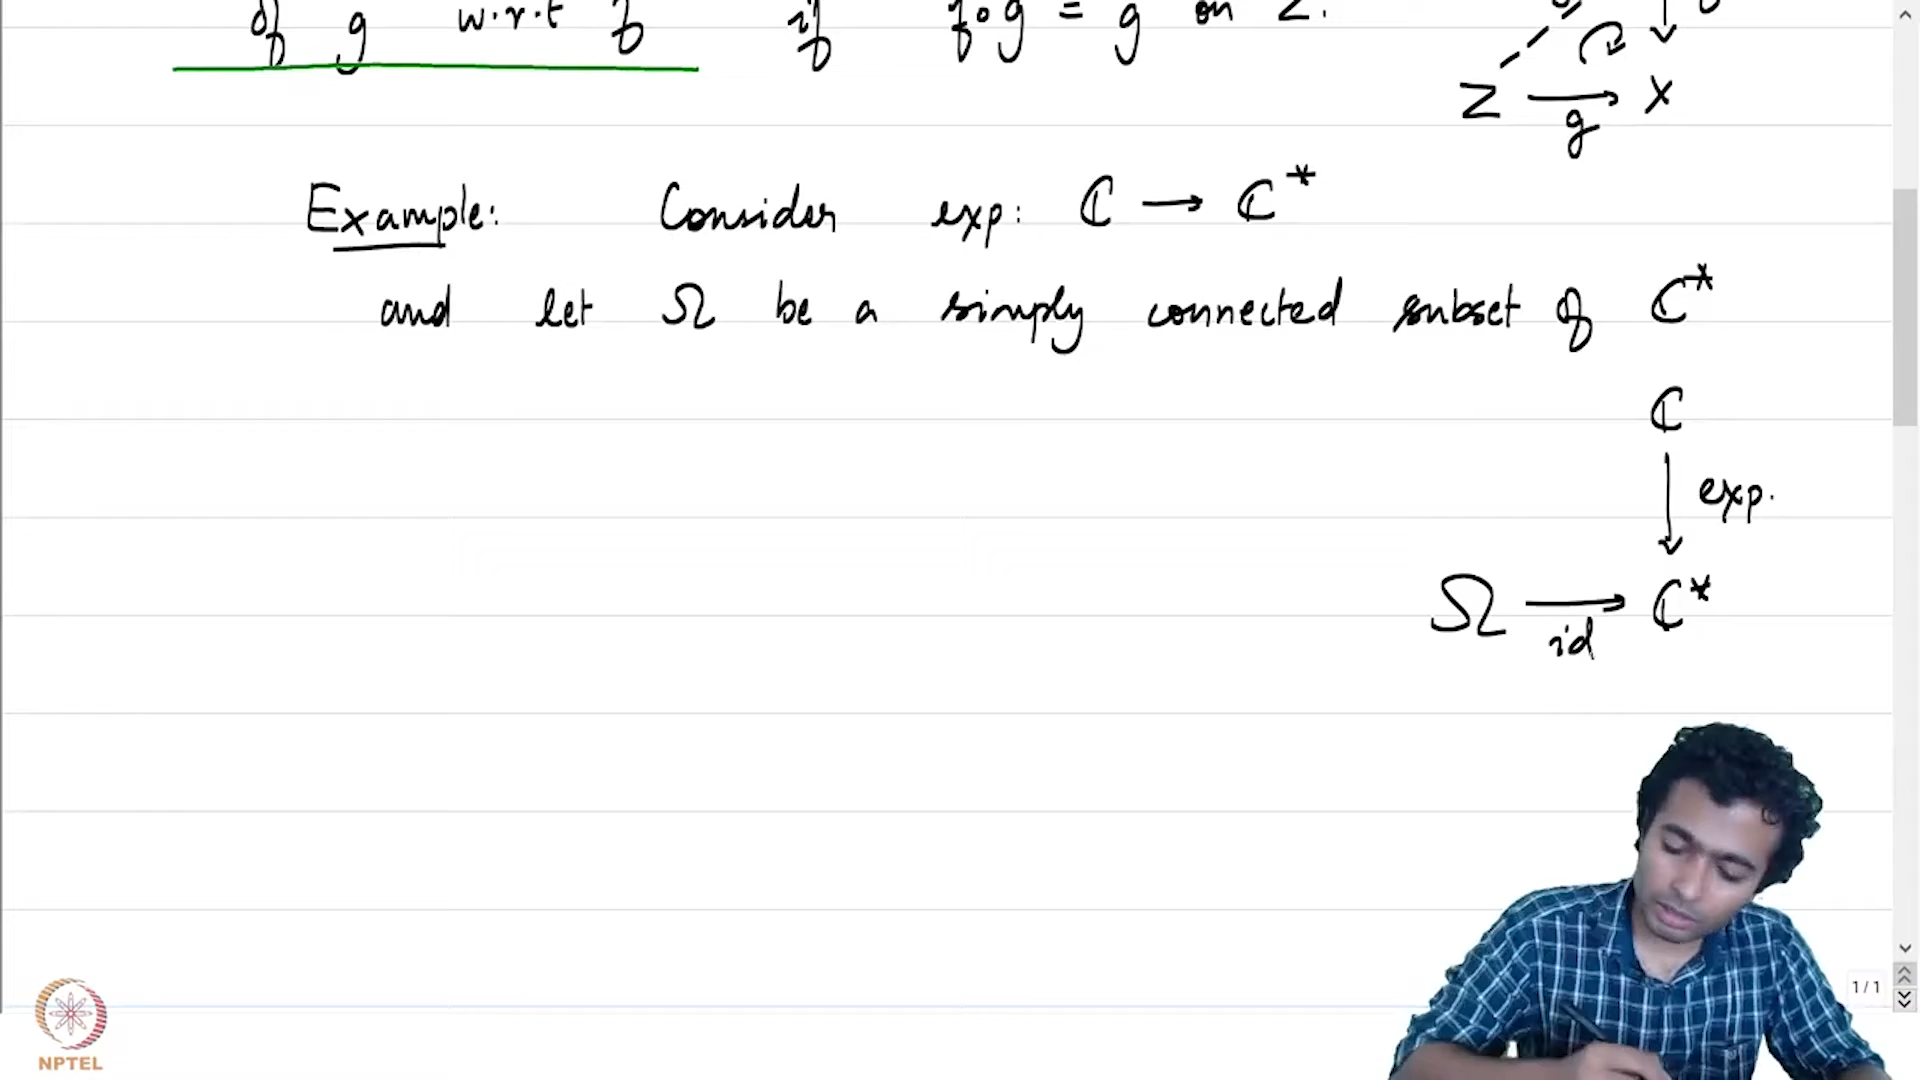 of g w.r.t f if f∘g = g on Z.
Z → X
g
Example: Consider exp: ℂ → ℂ*
and let Ω be a simply connected subset of ℂ*
ℂ
↓ exp.
Ω → ℂ*
id
1/1
NPTEL